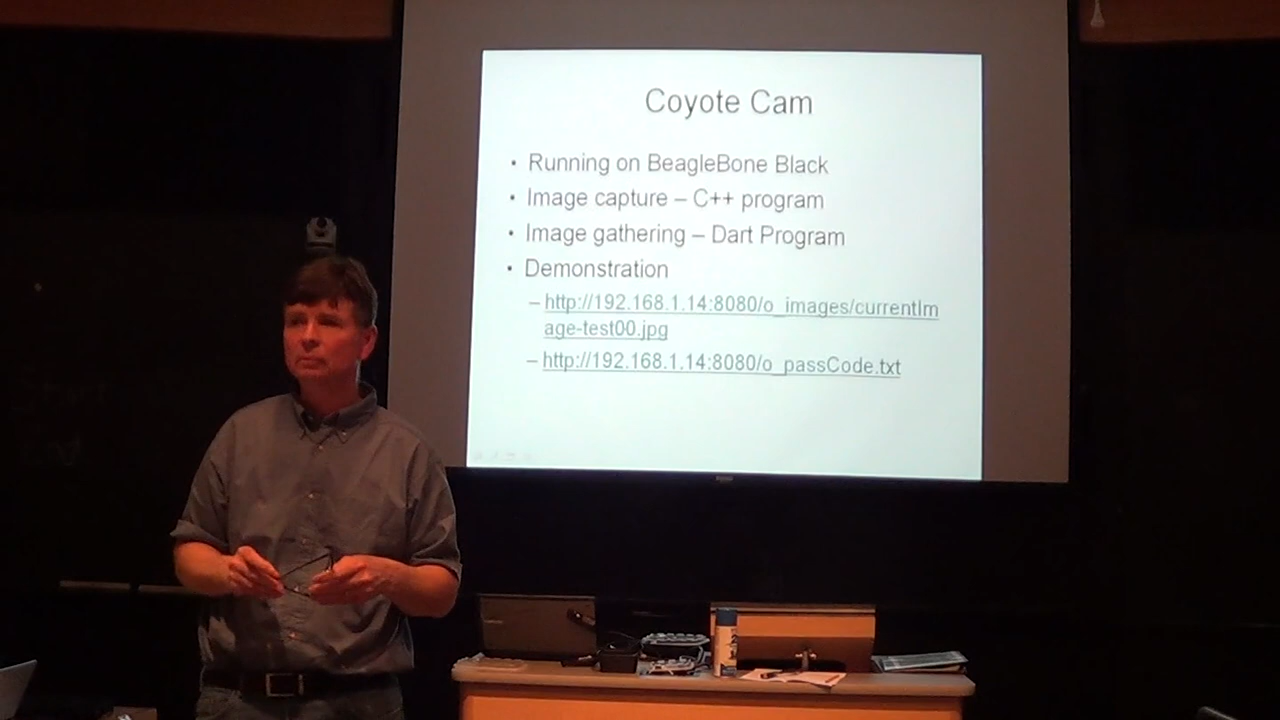 Coyote Cam
• Running on BeagleBone Black
• Image capture – C++ program
• Image gathering – Dart Program
• Demonstration
– http://192.168.1.14:8080/o_images/currentIm
age-test00.jpg
– http://192.168.1.14:8080/o_passCode.txt